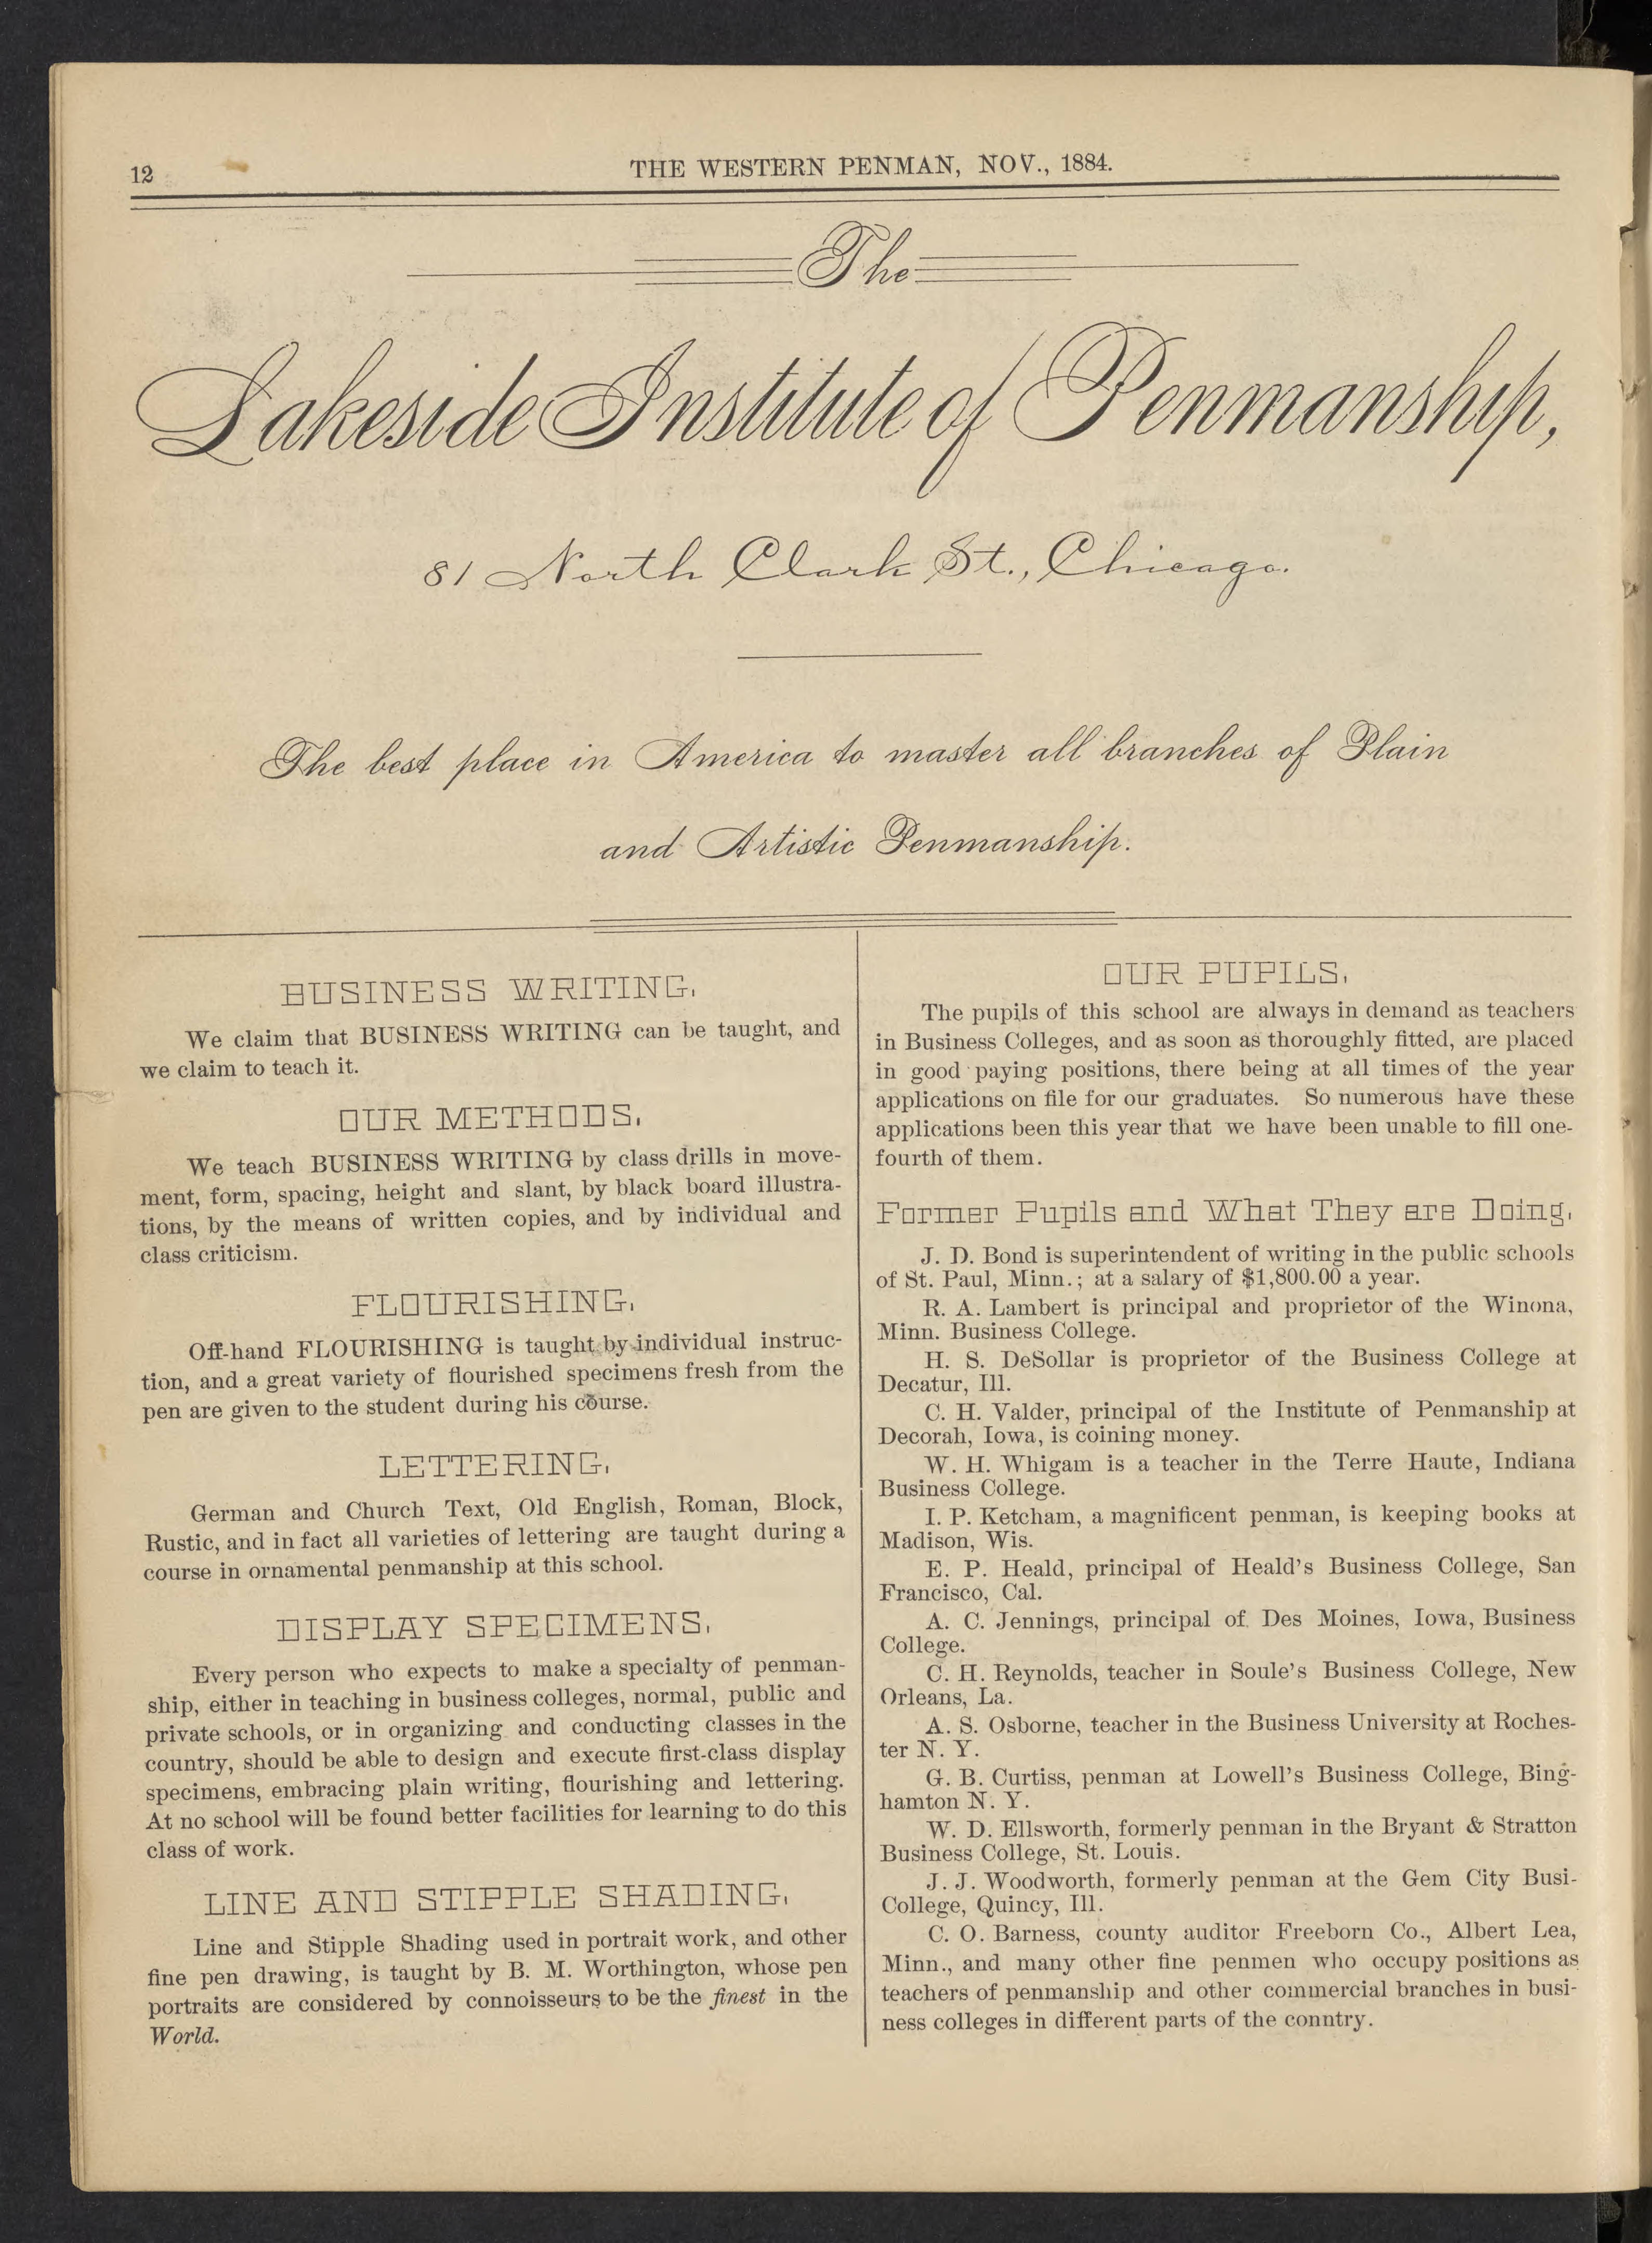 12
THE WESTERN PENMAN, NOV., 1884.
The
Lakeside Institute of Penmanship,
81 North Clark St., Chicago.
The best place in America to master all branches of Plain
and Artistic Penmanship.
BUSINESS WRITING.
We claim that BUSINESS WRITING can be taught, and
we claim to teach it.
OUR METHODS.
We teach BUSINESS WRITING by class drills in move-
ment, form, spacing, height and slant, by black board illustra-
tions, by the means of written copies, and by individual and
class criticism.
FLOURISHING.
Off-hand FLOURISHING is taught by individual instruc-
tion, and a great variety of flourished specimens fresh from the
pen are given to the student during his course.
LETTERING.
German and Church Text, Old English, Roman, Block,
Rustic, and in fact all varieties of lettering are taught during a
course in ornamental penmanship at this school.
DISPLAY SPECIMENS.
Every person who expects to make a specialty of penman-
ship, either in teaching in business colleges, normal, public and
private schools, or in organizing and conducting classes in the
country, should be able to design and execute first-class display
specimens, embracing plain writing, flourishing and lettering.
At no school will be found better facilities for learning to do this
class of work.
LINE AND STIPPLE SHADING.
Line and Stipple Shading used in portrait work, and other
fine pen drawing, is taught by B. M. Worthington, whose pen
portraits are considered by connoisseurs to be the finest in the
World.
OUR PUPILS.
The pupils of this school are always in demand as teachers
in Business Colleges, and as soon as thoroughly fitted, are placed
in good paying positions, there being at all times of the year
applications on file for our graduates. So numerous have these
applications been this year that we have been unable to fill one-
fourth of them.
Former Pupils and What They are Doing.
J. D. Bond is superintendent of writing in the public schools
of St. Paul, Minn.; at a salary of $1,800.00 a year.
R. A. Lambert is principal and proprietor of the Winona,
Minn. Business College.
H. S. DeSollar is proprietor of the Business College at
Decatur, Ill.
C. H. Valder, principal of the Institute of Penmanship at
Decorah, Iowa, is coining money.
W. H. Whigam is a teacher in the Terre Haute, Indiana
Business College.
I. P. Ketcham, a magnificent penman, is keeping books at
Madison, Wis.
E. P. Heald, principal of Heald's Business College, San
Francisco, Cal.
A. C. Jennings, principal of Des Moines, Iowa, Business
College.
C. H. Reynolds, teacher in Soule's Business College, New
Orleans, La.
A. S. Osborne, teacher in the Business University at Roches-
ter N. Y.
G. B. Curtiss, penman at Lowell's Business College, Bing-
hamton N. Y.
W. D. Ellsworth, formerly penman in the Bryant & Stratton
Business College, St. Louis.
J. J. Woodworth, formerly penman at the Gem City Busi-
College, Quincy, Ill.
C. O. Barness, county auditor Freeborn Co., Albert Lea,
Minn., and many other fine penmen who occupy positions as
teachers of penmanship and other commercial branches in busi-
ness colleges in different parts of the conntry.